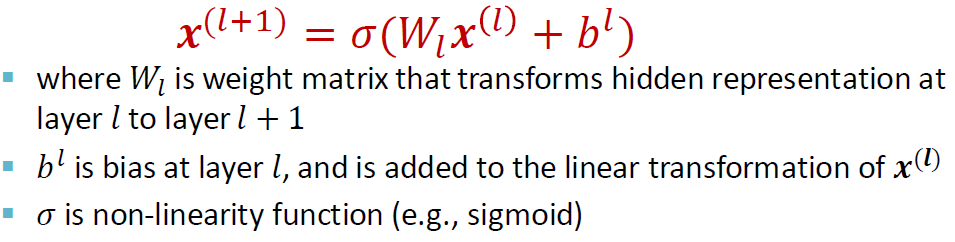 x^(l+1) = σ(W_l x^(l) + b^l)
▪ where W_l is weight matrix that transforms hidden representation at
layer l to layer l + 1
▪ b^l is bias at layer l, and is added to the linear transformation of x^(l)
▪ σ is non-linearity function (e.g., sigmoid)